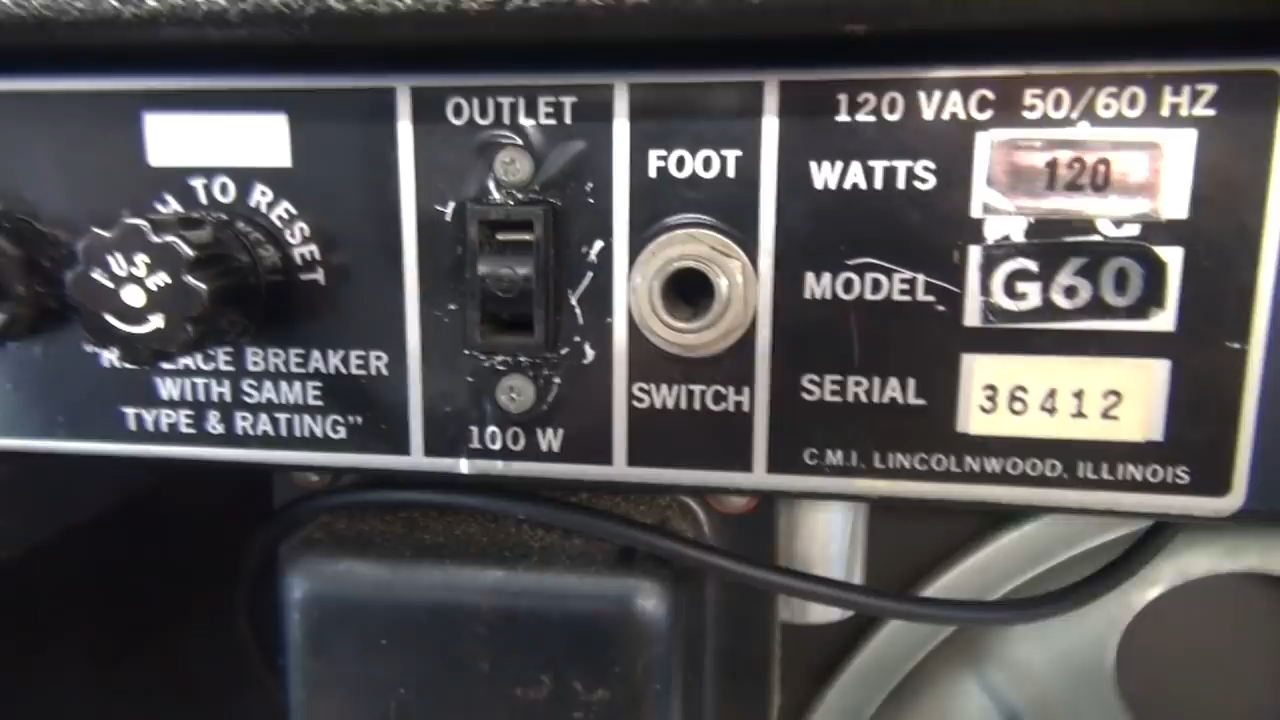 TO RESET
FUSE
BREAKER
WITH SAME
TYPE & RATING"
OUTLET
100 W
FOOT
SWITCH
120 VAC 50/60 HZ
WATTS 120
MODEL G60
SERIAL 36412
C.M.I. LINCOLNWOOD, ILLINOIS